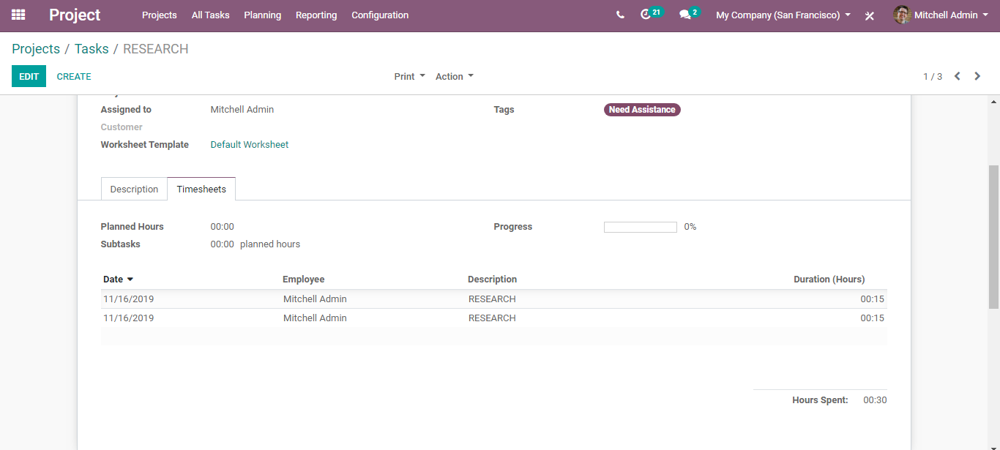 Project Projects All Tasks Planning Reporting Configuration 21 2 My Company (San Francisco) Mitchell Admin
Projects / Tasks / RESEARCH
EDIT CREATE Print Action 1 / 3
Assigned to Mitchell Admin Tags Need Assistance
Customer
Worksheet Template Default Worksheet
Description Timesheets
Planned Hours 00:00 Progress 0%
Subtasks 00:00 planned hours
Date Employee Description Duration (Hours)
11/16/2019 Mitchell Admin RESEARCH 00:15
11/16/2019 Mitchell Admin RESEARCH 00:15
Hours Spent: 00:30